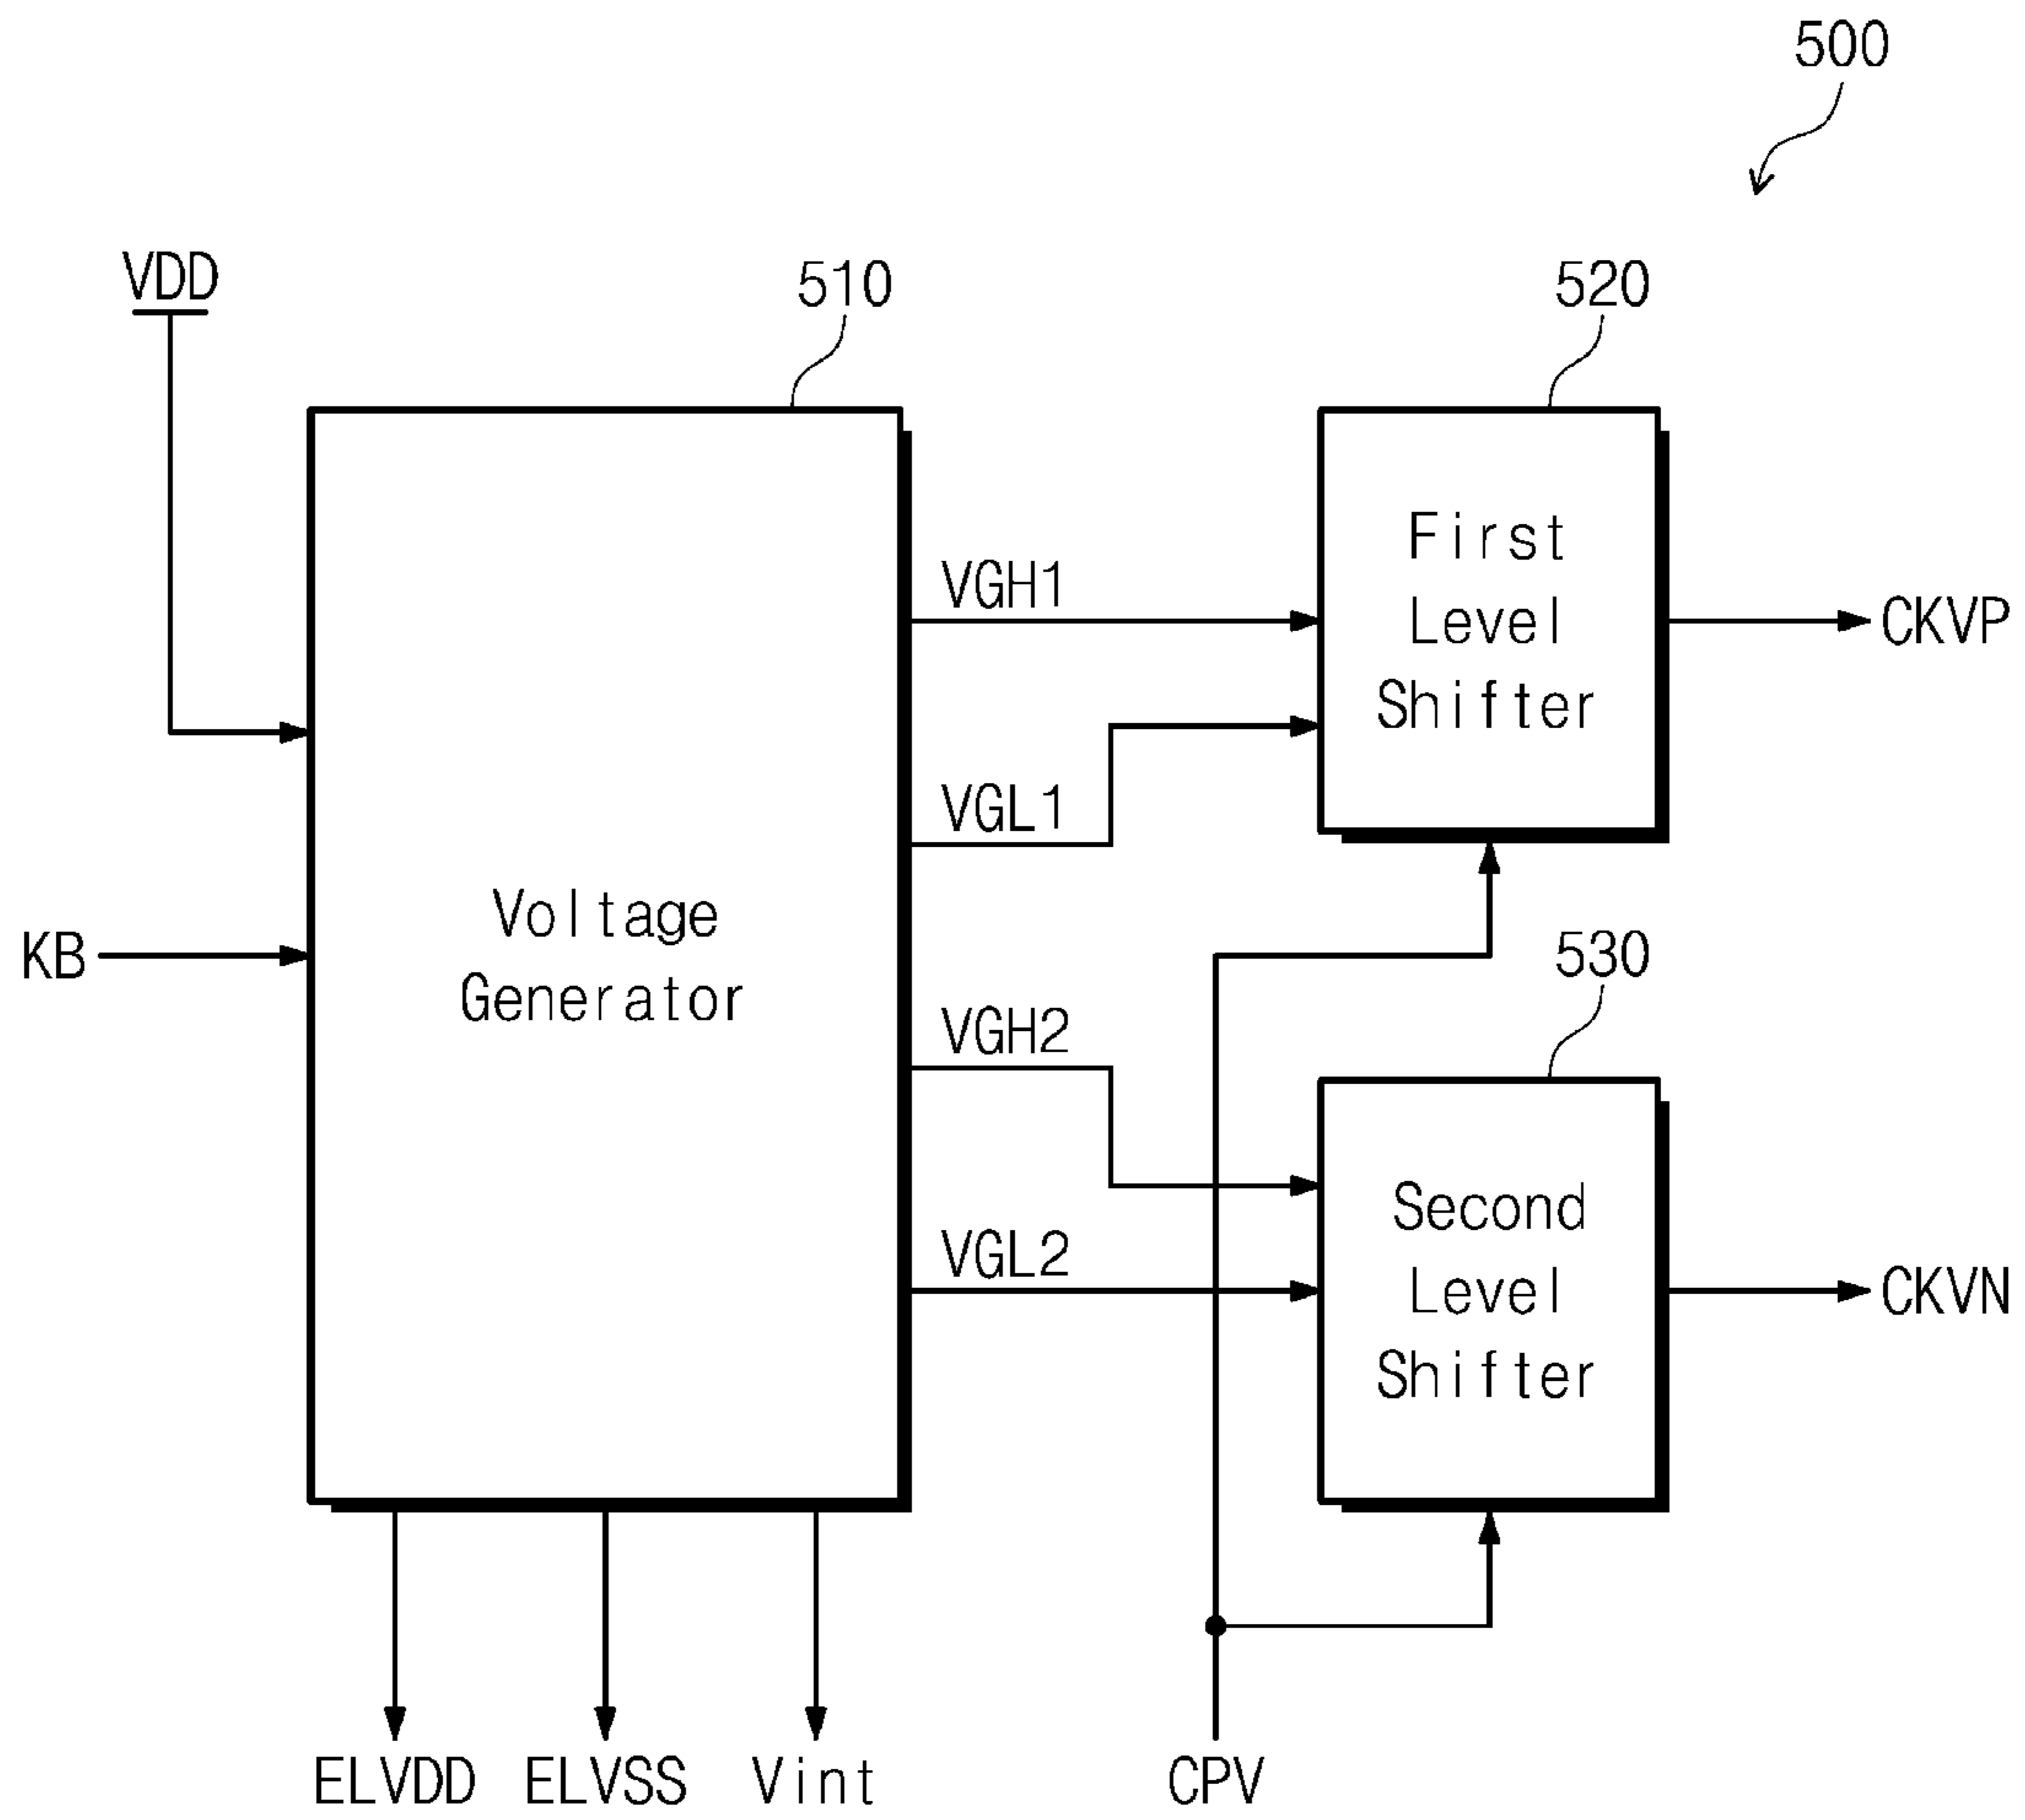 500
VDD
510
520
VGH1
First
Level
Shifter
CKVP
VGL1
KB
Voltage
Generator
530
VGH2
VGL2
Second
Level
Shifter
CKVN
ELVDD
ELVSS
Vint
CPV